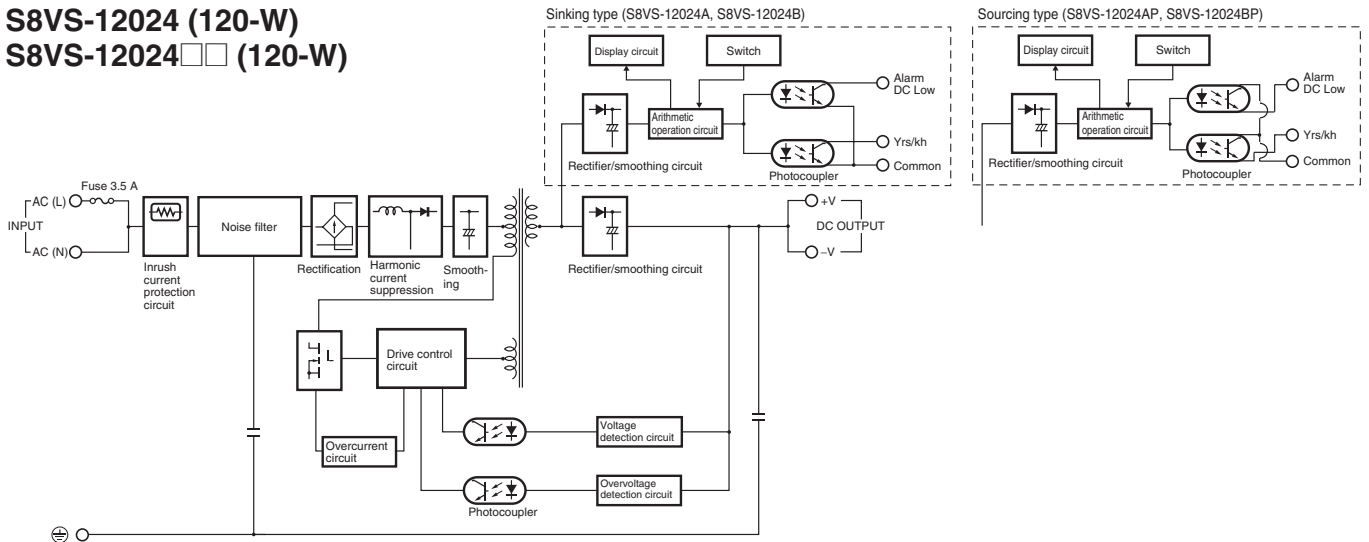 S8VS-12024 (120-W)
S8VS-12024□□ (120-W)
Sinking type (S8VS-12024A, S8VS-12024B)
Display circuit
Switch
Arithmetic
operation circuit
Rectifier/smoothing circuit
Photocoupler
Alarm
DC Low
Yrs/kh
Common
Sourcing type (S8VS-12024AP, S8VS-12024BP)
Display circuit
Switch
Arithmetic
operation circuit
Rectifier/smoothing circuit
Photocoupler
Alarm
DC Low
Yrs/kh
Common
Fuse 3.5 A
AC (L)
INPUT
AC (N)
Inrush
current
protection
circuit
Noise filter
Rectification
Harmonic
current
suppression
Smooth-
ing
Rectifier/smoothing circuit
+V
DC OUTPUT
–V
Drive control
circuit
Overcurrent
circuit
Voltage
detection circuit
Overvoltage
detection circuit
Photocoupler